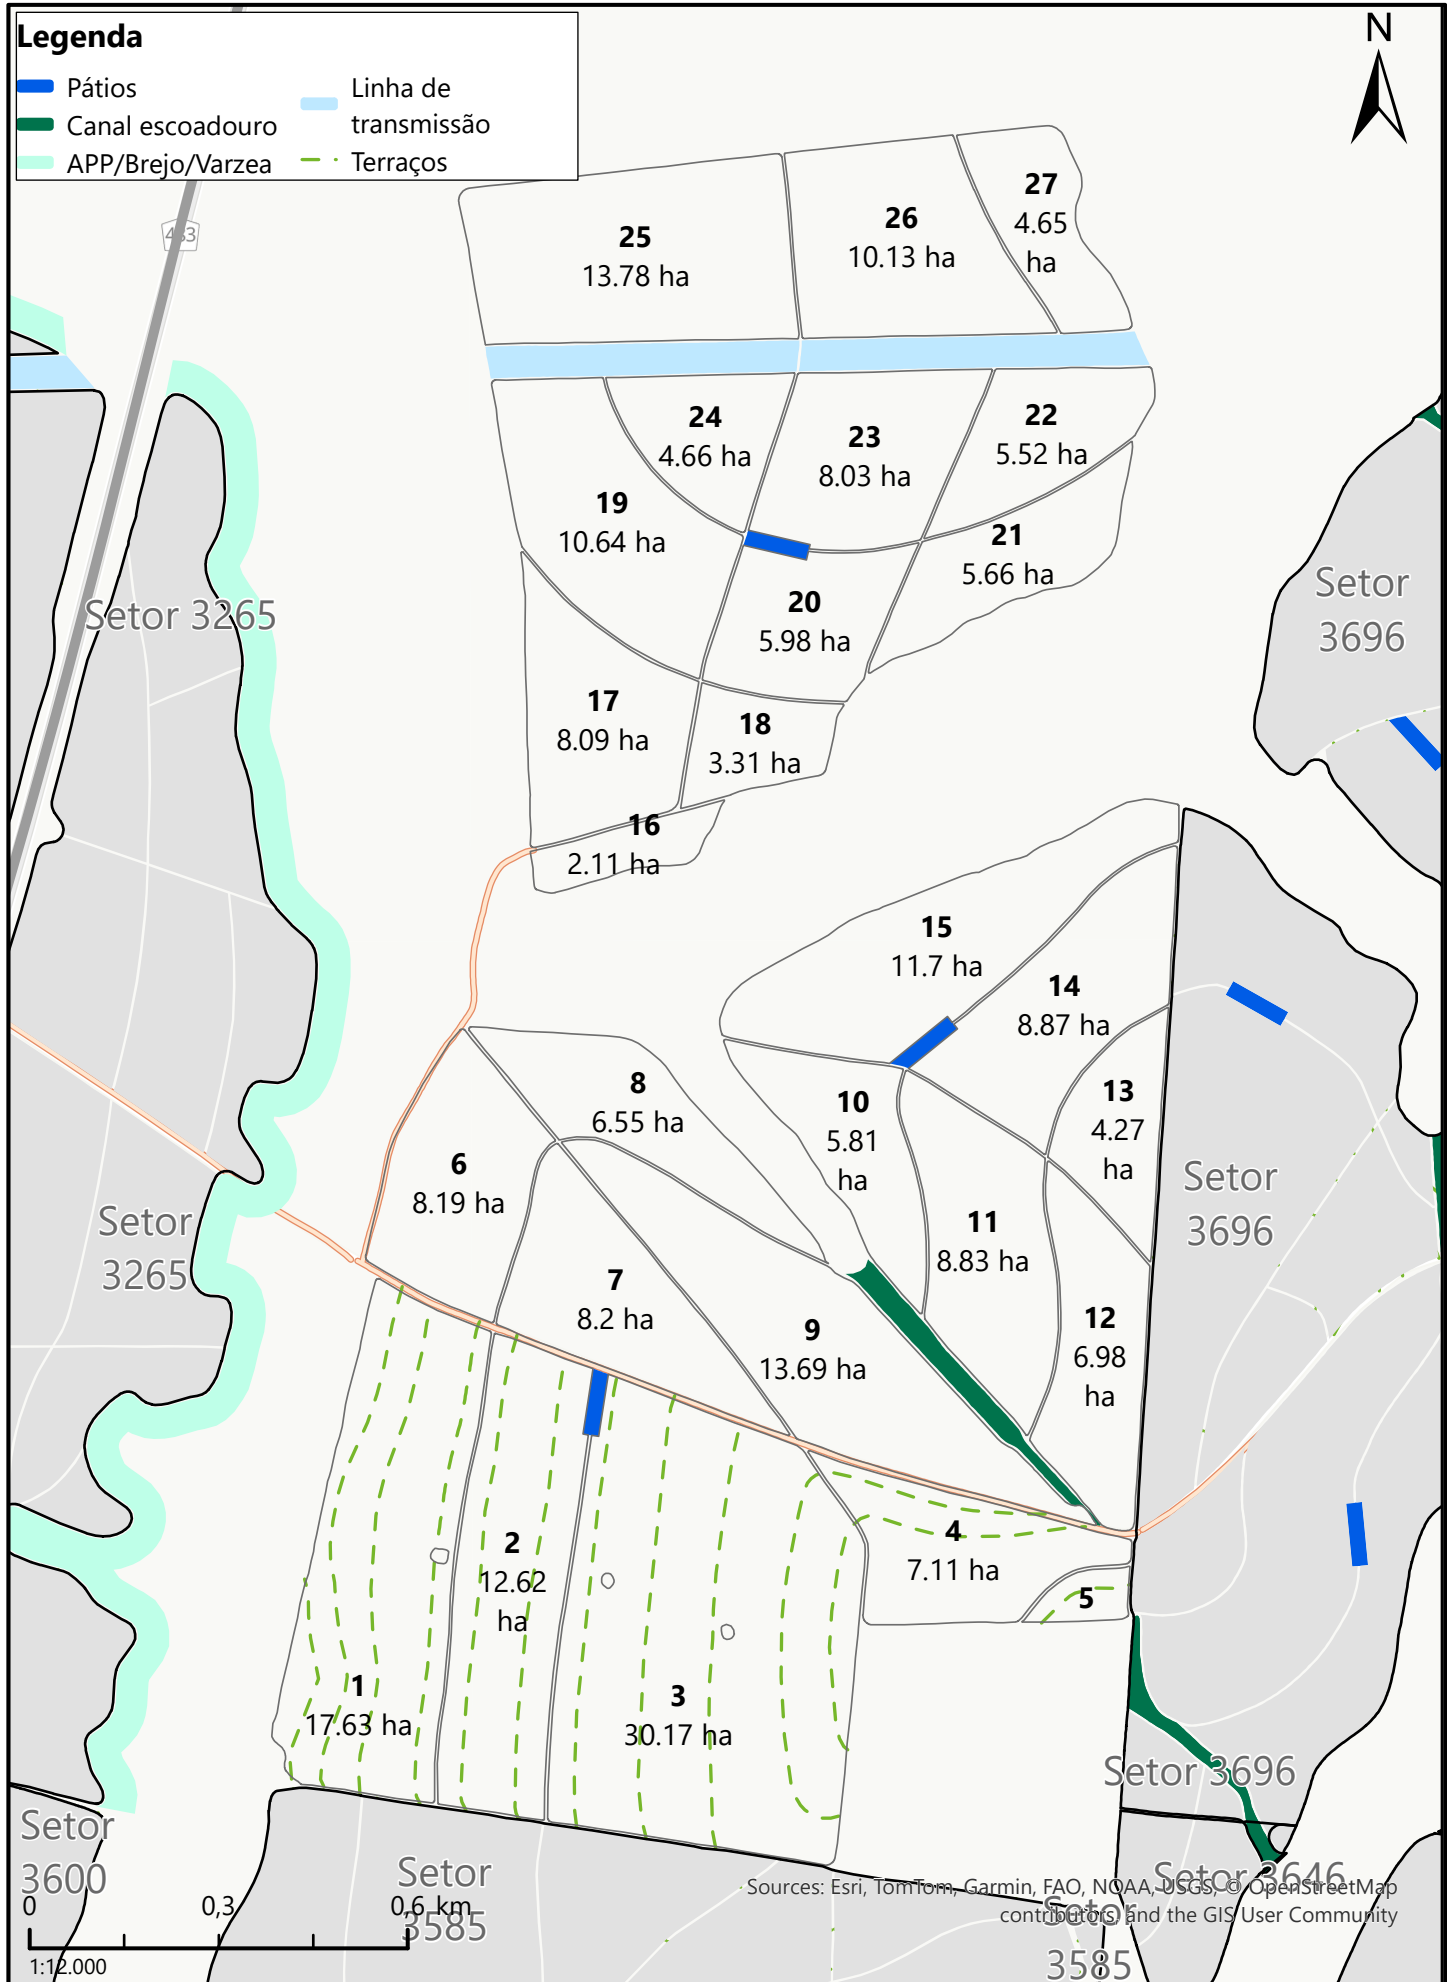 Legenda
Pátios
Canal escoadouro
APP/Brejo/Varzea
Linha de
transmissão
Terraços
N
25
13.78 ha
26
10.13 ha
27
4.65
ha
24
4.66 ha
23
8.03 ha
22
5.52 ha
19
10.64 ha
21
5.66 ha
20
5.98 ha
Setor 3265
Setor
3696
17
8.09 ha
18
3.31 ha
16
2.11 ha
15
11.7 ha
14
8.87 ha
8
6.55 ha
10
5.81
ha
13
4.27
ha
6
8.19 ha
Setor
3696
Setor
3265
11
8.83 ha
7
8.2 ha
9
13.69 ha
12
6.98
ha
2
12.62
ha
4
7.11 ha
5
1
17.63 ha
3
30.17 ha
Setor 3696
Setor
3600
Setor
3585
Setor 3646
Setor
3585
0
0,3
0,6 km
1:12.000
Sources: Esri, TomTom, Garmin, FAO, NOAA, USGS, © OpenStreetMap
contributors, and the GIS User Community